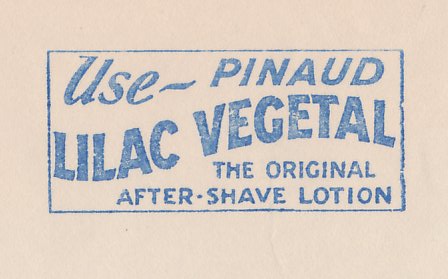 Use~ PINAUD
LILAC VEGETAL
THE ORIGINAL
AFTER-SHAVE LOTION